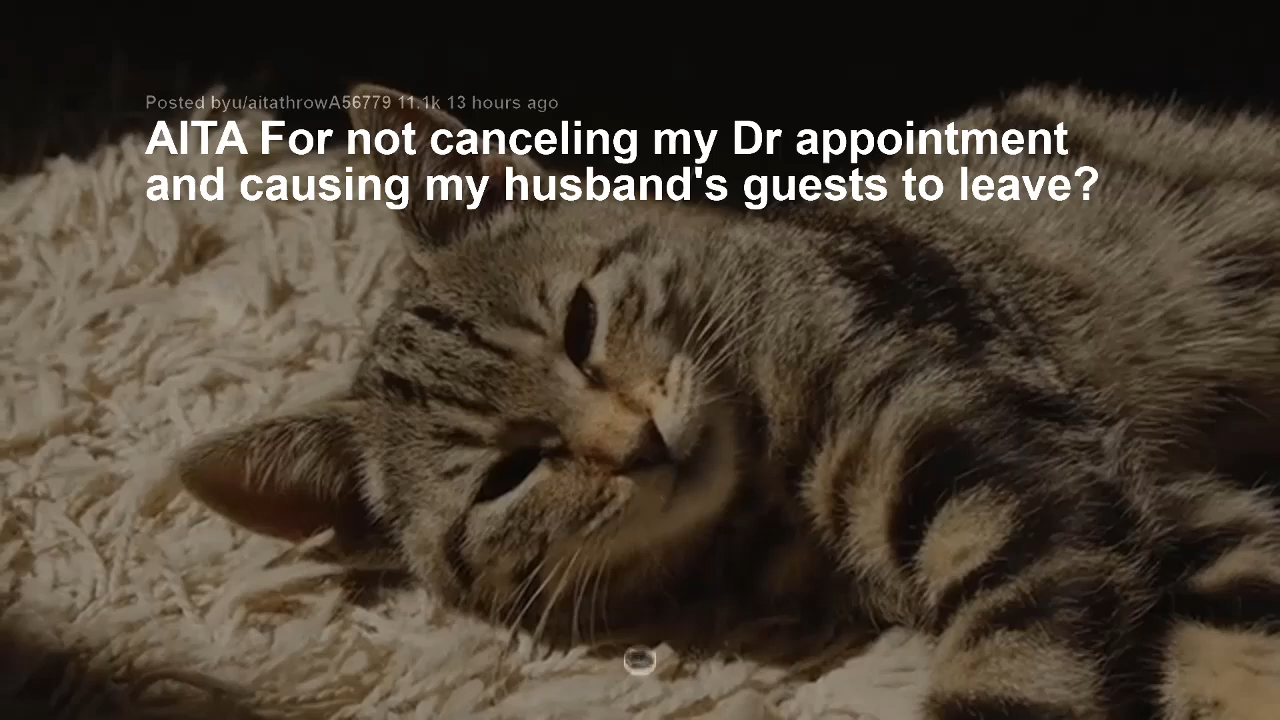 Posted byu/aitathrowA56779 11.1k 13 hours ago
AITA For not canceling my Dr appointment
and causing my husband's guests to leave?